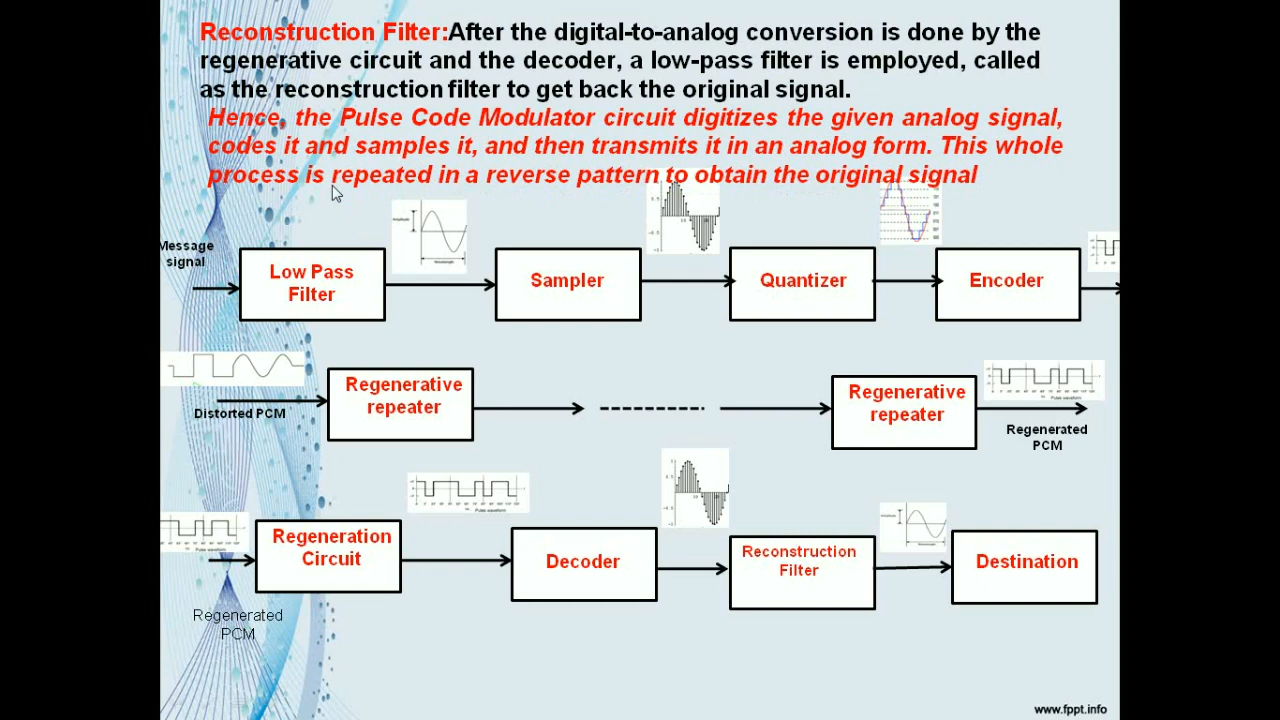 Reconstruction Filter:After the digital-to-analog conversion is done by the
regenerative circuit and the decoder, a low-pass filter is employed, called
as the reconstruction filter to get back the original signal.
Hence, the Pulse Code Modulator circuit digitizes the given analog signal,
codes it and samples it, and then transmits it in an analog form. This whole
process is repeated in a reverse pattern to obtain the original signal
Message
signal
Low Pass
Filter
Sampler
Quantizer
Encoder
Distorted PCM
Regenerative
repeater
Regenerative
repeater
Regenerated
PCM
Regeneration
Circuit
Decoder
Reconstruction
Filter
Destination
Regenerated
PCM
www.fppt.info